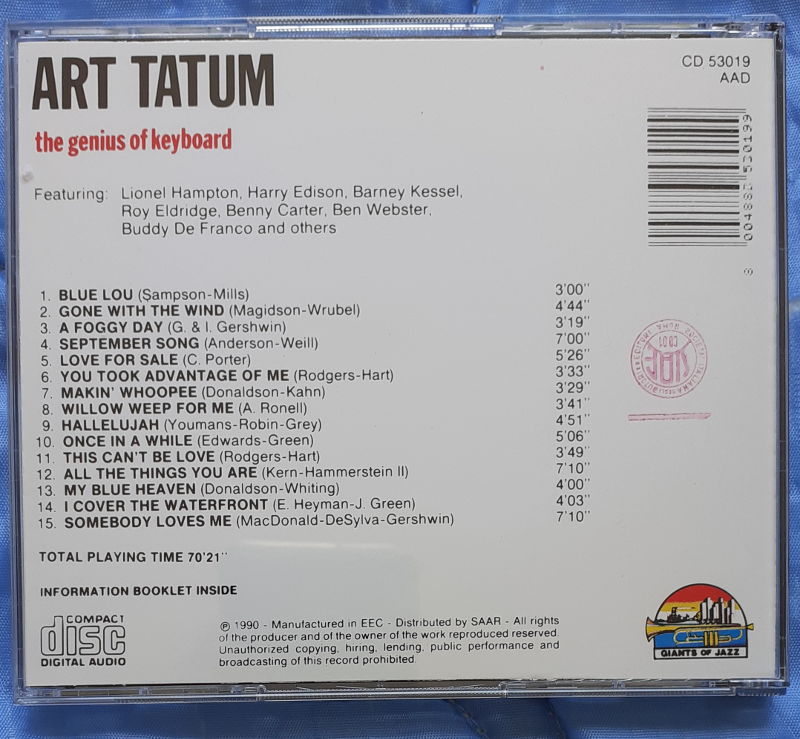 ART TATUM
CD 53019
AAD
the genius of keyboard
Featuring: Lionel Hampton, Harry Edison, Barney Kessel,
Roy Eldridge, Benny Carter, Ben Webster,
Buddy De Franco and others
1. BLUE LOU (Sampson-Mills) 3'00''
2. GONE WITH THE WIND (Magidson-Wrubel) 4'44''
3. A FOGGY DAY (G. & I. Gershwin) 3'19''
4. SEPTEMBER SONG (Anderson-Weill) 7'00''
5. LOVE FOR SALE (C. Porter) 5'26''
6. YOU TOOK ADVANTAGE OF ME (Rodgers-Hart) 3'33''
7. MAKIN' WHOOPEE (Donaldson-Kahn) 3'29''
8. WILLOW WEEP FOR ME (A. Ronell) 3'41''
9. HALLELUJAH (Youmans-Robin-Grey) 4'51''
10. ONCE IN A WHILE (Edwards-Green) 5'06''
11. THIS CAN'T BE LOVE (Rodgers-Hart) 3'49''
12. ALL THE THINGS YOU ARE (Kern-Hammerstein II) 7'10''
13. MY BLUE HEAVEN (Donaldson-Whiting) 4'00''
14. I COVER THE WATERFRONT (E. Heyman-J. Green) 4'03''
15. SOMEBODY LOVES ME (MacDonald-DeSylva-Gershwin) 7'10''
TOTAL PLAYING TIME 70'21''
INFORMATION BOOKLET INSIDE
COMPACT
disc
DIGITAL AUDIO
℗ 1990 - Manufactured in EEC - Distributed by SAAR - All rights
of the producer and of the owner of the work reproduced reserved.
Unauthorized copying, hiring, lending, public performance and
broadcasting of this record prohibited.
GIANTS OF JAZZ